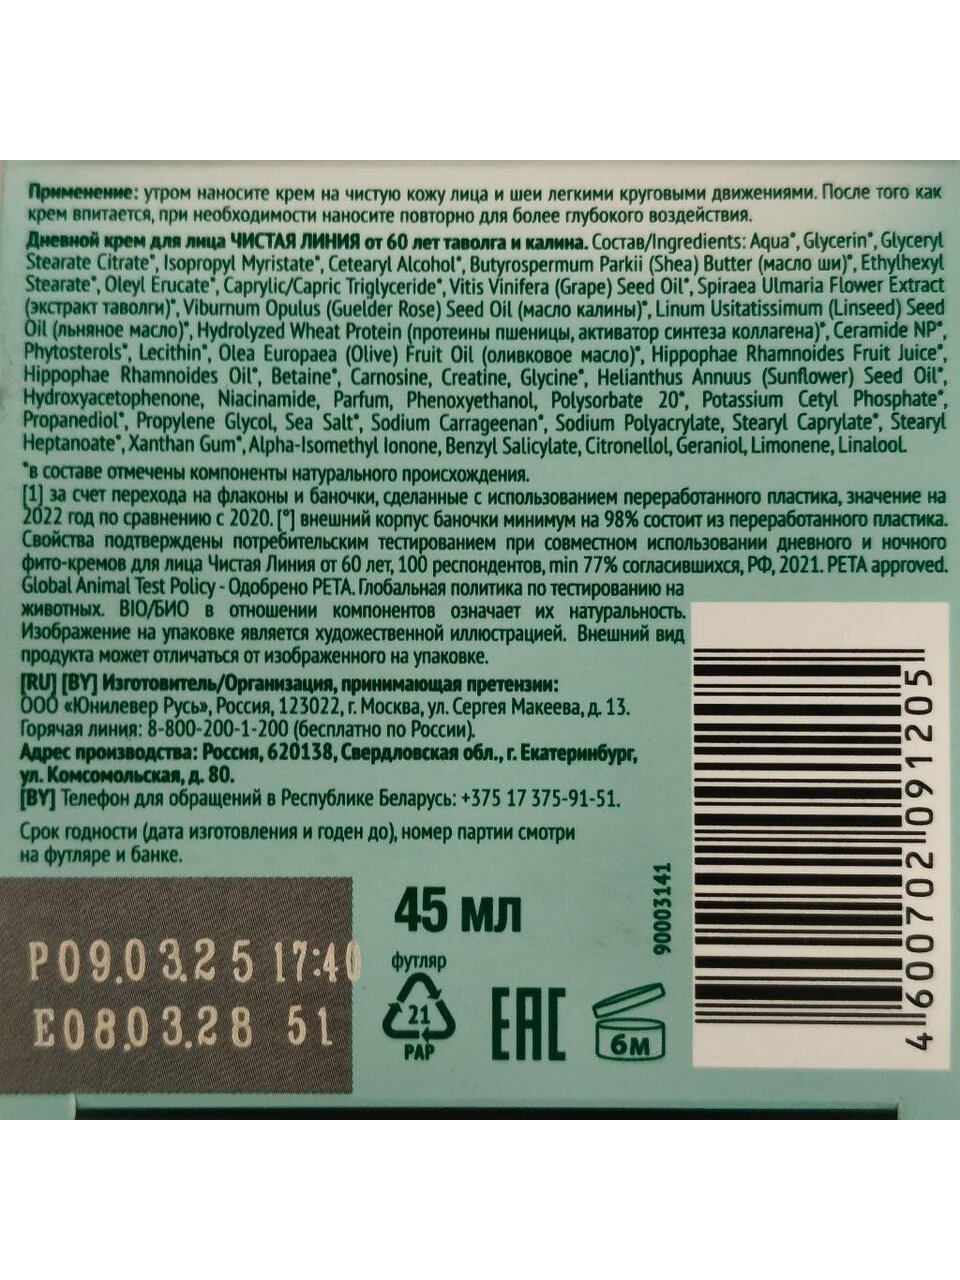 Применение: утром наносите крем на чистую кожу лица и шеи легкими круговыми движениями. После того как
крем впитается, при необходимости наносите повторно для более глубокого воздействия.
Дневной крем для лица ЧИСТАЯ ЛИНИЯ от 60 лет таволга и калина. Состав/Ingredients: Aqua*, Glycerin*, Glyceryl
Stearate Citrate*, Isopropyl Myristate*, Cetearyl Alcohol*, Butyrospermum Parkii (Shea) Butter (масло ши)*, Ethylhexyl
Stearate*, Oleyl Erucate*, Caprylic/Capric Triglyceride*, Vitis Vinifera (Grape) Seed Oil*, Spiraea Ulmaria Flower Extract
(экстракт таволги)*, Viburnum Opulus (Guelder Rose) Seed Oil (масло калины)*, Linum Usitatissimum (Linseed) Seed
Oil (льняное масло)*, Hydrolyzed Wheat Protein (протеины пшеницы, активатор синтеза коллагена)*, Ceramide NP*,
Phytosterols*, Lecithin*, Olea Europaea (Olive) Fruit Oil (оливковое масло)*, Hippophae Rhamnoides Fruit Juice*,
Hippophae Rhamnoides Oil*, Betaine*, Carnosine, Creatine, Glycine*, Helianthus Annuus (Sunflower) Seed Oil*,
Hydroxyacetophenone, Niacinamide, Parfum, Phenoxyethanol, Polysorbate 20*, Potassium Cetyl Phosphate*,
Propanediol*, Propylene Glycol, Sea Salt*, Sodium Carrageenan*, Sodium Polyacrylate, Stearyl Caprylate*, Stearyl
Heptanoate*, Xanthan Gum*, Alpha-Isomethyl Ionone, Benzyl Salicylate, Citronellol, Geraniol, Limonene, Linalool.
*в составе отмечены компоненты натурального происхождения.
[1] за счет перехода на флаконы и баночки, сделанные с использованием переработанного пластика, значение на
2022 год по сравнению с 2020. [°] внешний корпус баночки минимум на 98% состоит из переработанного пластика.
Свойства подтверждены потребительским тестированием при совместном использовании дневного и ночного
фито-кремов для лица Чистая Линия от 60 лет, 100 респондентов, min 77% согласившихся, РФ, 2021. PETA approved.
Global Animal Test Policy - Одобрено PETA. Глобальная политика по тестированию на
животных. BIO/БИО в отношении компонентов означает их натуральность.
Изображение на упаковке является художественной иллюстрацией. Внешний вид
продукта может отличаться от изображенного на упаковке.
[RU] [BY] Изготовитель/Организация, принимающая претензии:
ООО «Юнилевер Русь», Россия, 123022, г. Москва, ул. Сергея Макеева, д. 13.
Горячая линия: 8-800-200-1-200 (бесплатно по России).
Адрес производства: Россия, 620138, Свердловская обл., г. Екатеринбург,
ул. Комсомольская, д. 80.
[BY] Телефон для обращений в Республике Беларусь: +375 17 375-91-51.
Срок годности (дата изготовления и годен до), номер партии смотри
на футляре и банке.
P09.03.25 17:40
E08.03.28 51
45 мл
футляр
21
PAP
EAC
6м
90003141
4 600702 091205